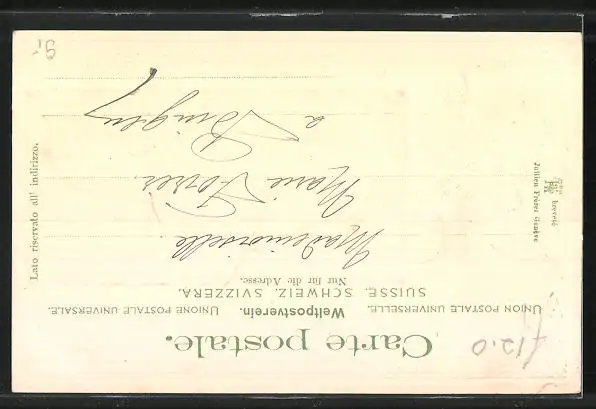 Carte postale.
UNION POSTALE UNIVERSELLE. Weltpostverein. UNIONE POSTALE UNIVERSALE.
SUISSE. SCHWEIZ. SVIZZERA.
Nur für die Adresse.
Mademoiselle
Marie
a
Lato riservato all' indirizzo.
Jullien Frères Genève
breveté